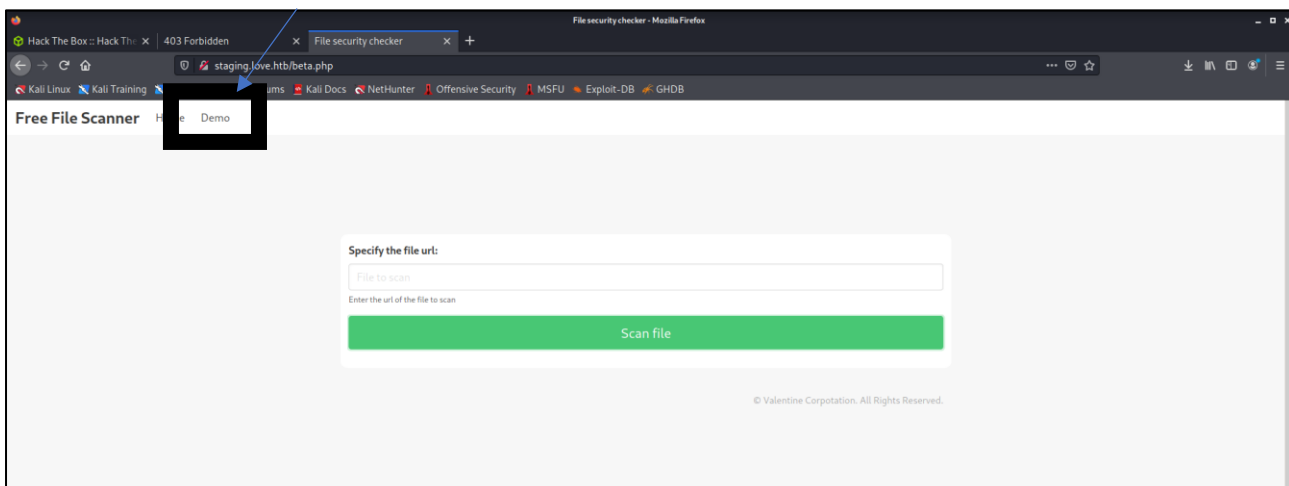 File security checker - Mozilla Firefox
Hack The Box :: Hack The
403 Forbidden
File security checker
staging.love.htb/beta.php
Kali Linux
Kali Training
ums
Kali Docs
NetHunter
Offensive Security
MSFU
Exploit-DB
GHDB
Free File Scanner
H e
Demo
Specify the file url:
File to scan
Enter the url of the file to scan
Scan file
© Valentine Corpotation. All Rights Reserved.